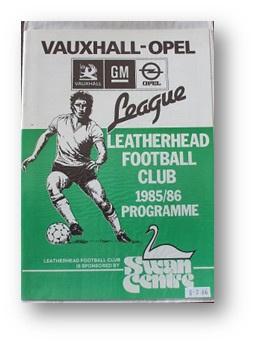 VAUXHALL-OPEL
VAUXHALL
GM
OPEL
League
LEATHERHEAD
FOOTBALL
CLUB
1985/86
PROGRAMME
LEATHERHEAD FOOTBALL CLUB
IS SPONSORED BY
Swan
Centre